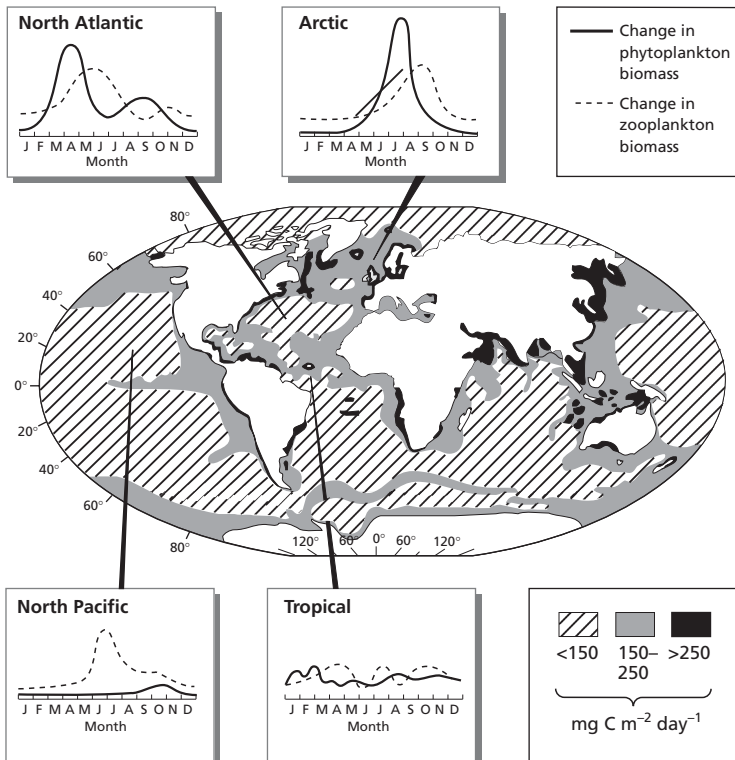 North Atlantic
J F M A M J J A S O N D
Month
Arctic
J F M A M J J A S O N D
Month
Change in
phytoplankton
biomass
Change in
zooplankton
biomass
80°
60°
40°
20°
0°
20°
40°
60°
80°
120° 60° 0° 60° 120°
North Pacific
J F M A M J J A S O N D
Month
Tropical
J F M A M J J A S O N D
Month
<150 150– >250
250
mg C m⁻² day⁻¹